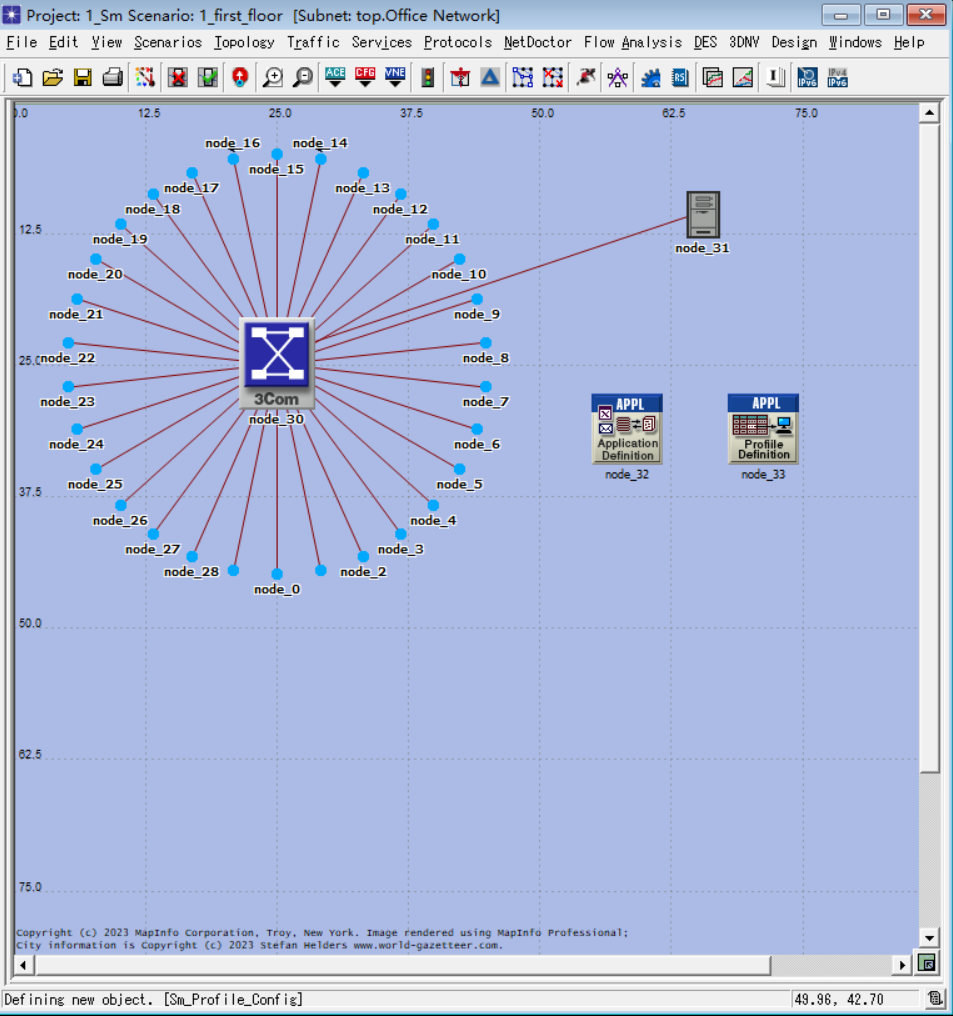 Project: 1_Sm Scenario: 1_first_floor [Subnet: top.Office Network]
File Edit View Scenarios Topology Traffic Services Protocols NetDoctor Flow Analysis DES 3DNV Design Windows Help
ACE CFG VNE RS IPv6 IPv4 IPv6
0.0 12.5 25.0 37.5 50.0 62.5 75.0
node_16 node_14
node_15
node_17 node_13
node_18 node_12
12.5
node_19 node_11
node_31
node_20 node_10
node_21 node_9
25.0
node_22 node_8
3Com
node_23 node_7
node_30
APPL APPL
node_24 node_6
Application Profile
Definition Definition
node_32 node_33
node_25 node_5
37.5
node_26 node_4
node_27 node_3
node_28 node_2
node_0
50.0
62.5
75.0
Copyright (c) 2023 MapInfo Corporation, Troy, New York. Image rendered using MapInfo Professional;
City information is Copyright (c) 2023 Stefan Helders www.world-gazetteer.com.
Defining new object. [Sm_Profile_Config] 49.96, 42.70